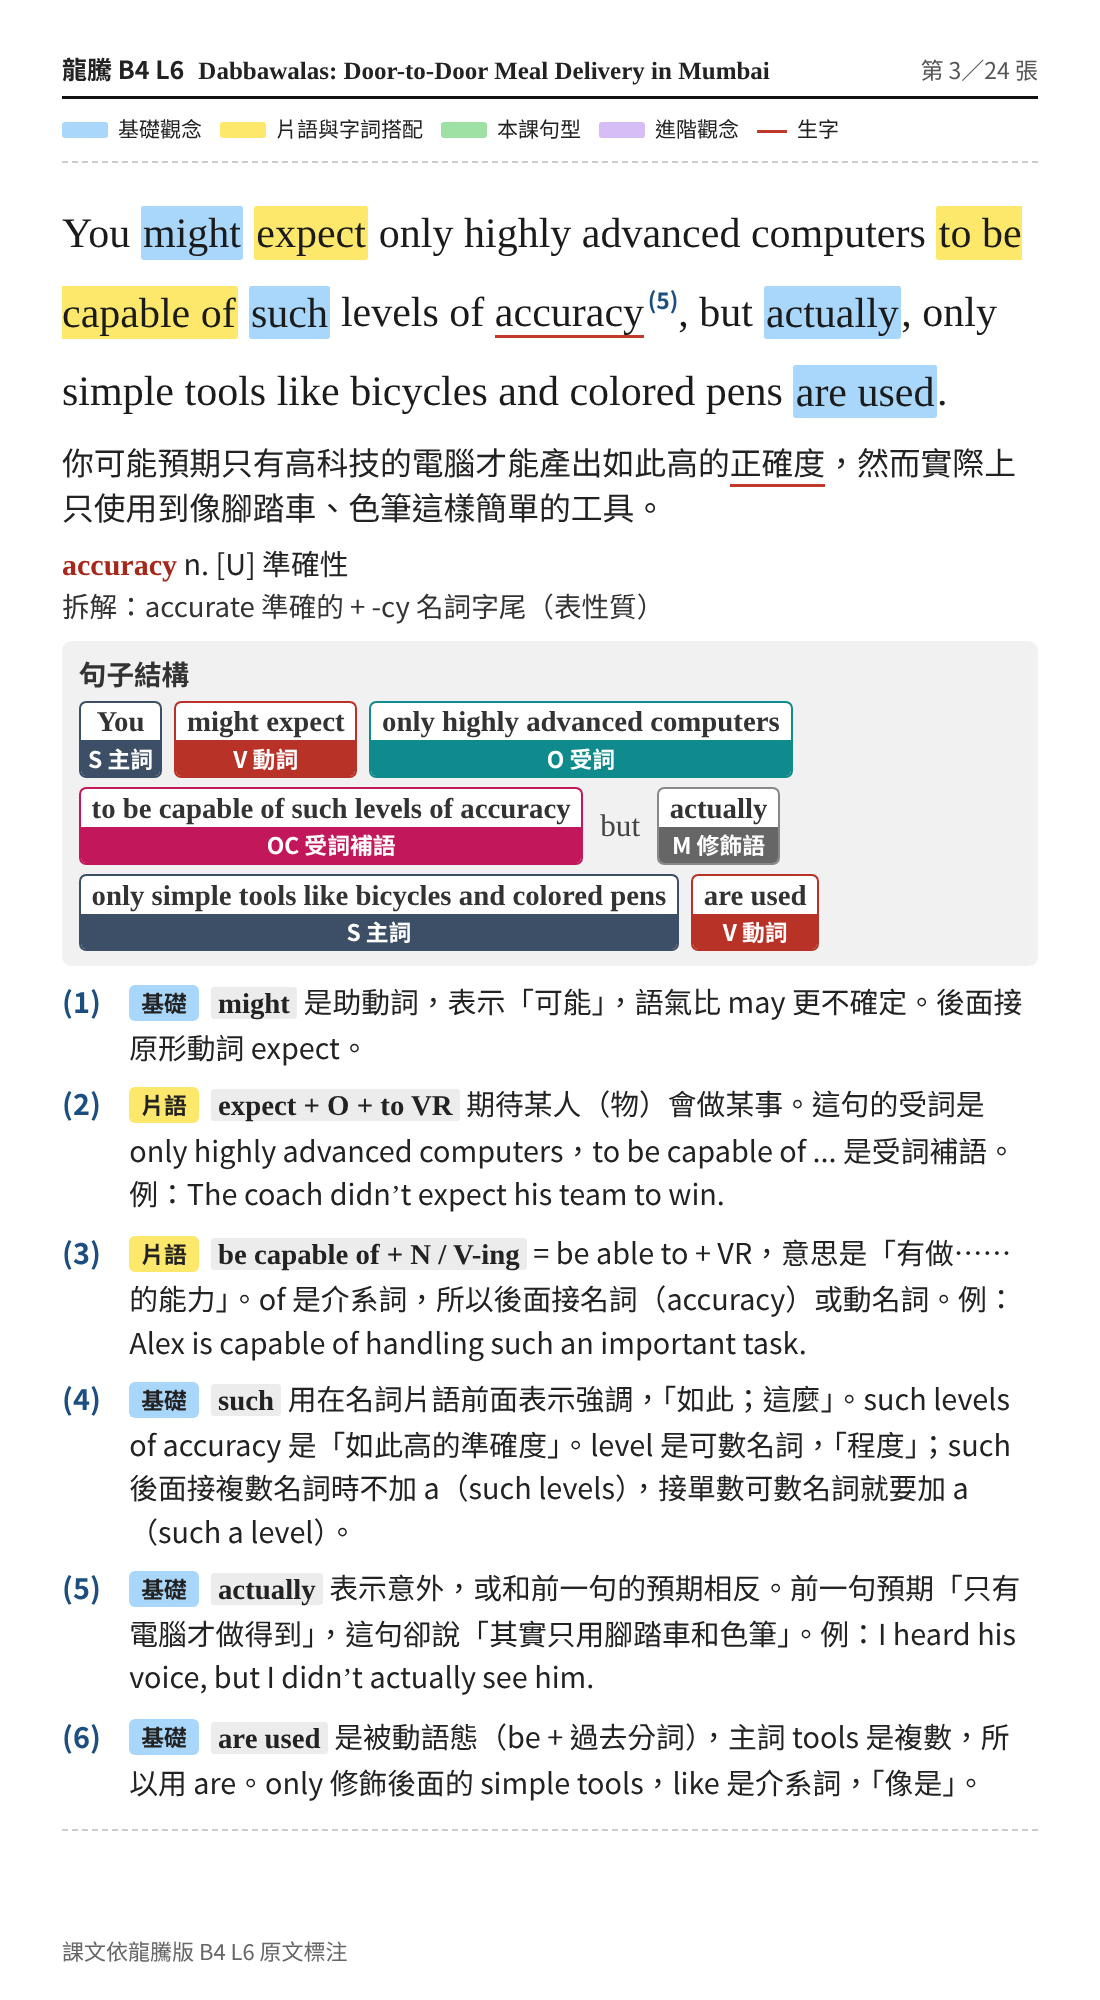 龍騰 B4 L6 Dabbawalas: Door-to-Door Meal Delivery in Mumbai 第 3／24 張
基礎觀念 片語與字詞搭配 本課句型 進階觀念 生字
You might expect only highly advanced computers to be
capable of such levels of accuracy(5), but actually, only
simple tools like bicycles and colored pens are used.
你可能預期只有高科技的電腦才能產出如此高的正確度，然而實際上
只使用到像腳踏車、色筆這樣簡單的工具。
accuracy n. [U] 準確性
拆解：accurate 準確的 + -cy 名詞字尾（表性質）
句子結構
You might expect only highly advanced computers
S 主詞 V 動詞 O 受詞
to be capable of such levels of accuracy but actually
OC 受詞補語 M 修飾語
only simple tools like bicycles and colored pens are used
S 主詞 V 動詞
(1) 基礎 might 是助動詞，表示「可能」，語氣比 may 更不確定。後面接
原形動詞 expect。
(2) 片語 expect + O + to VR 期待某人（物）會做某事。這句的受詞是
only highly advanced computers，to be capable of ... 是受詞補語。
例：The coach didn’t expect his team to win.
(3) 片語 be capable of + N / V-ing = be able to + VR，意思是「有做⋯⋯
的能力」。of 是介系詞，所以後面接名詞（accuracy）或動名詞。例：
Alex is capable of handling such an important task.
(4) 基礎 such 用在名詞片語前面表示強調，「如此；這麼」。such levels
of accuracy 是「如此高的準確度」。level 是可數名詞，「程度」；such
後面接複數名詞時不加 a（such levels），接單數可數名詞就要加 a
（such a level）。
(5) 基礎 actually 表示意外，或和前一句的預期相反。前一句預期「只有
電腦才做得到」，這句卻說「其實只用腳踏車和色筆」。例：I heard his
voice, but I didn’t actually see him.
(6) 基礎 are used 是被動語態（be + 過去分詞），主詞 tools 是複數，所
以用 are。only 修飾後面的 simple tools，like 是介系詞，「像是」。
課文依龍騰版 B4 L6 原文標注